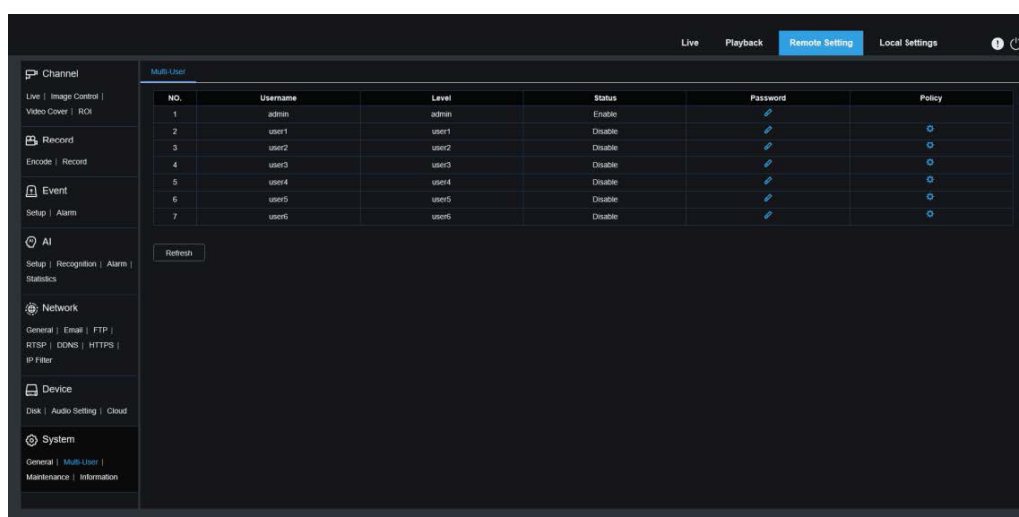 Live Playback Remote Setting Local Settings
Channel
Live | Image Control |
Video Cover | ROI
Record
Encode | Record
Event
Setup | Alarm
AI
Setup | Recognition | Alarm |
Statistics
Network
General | Email | FTP |
RTSP | DDNS | HTTPS |
IP Filter
Device
Disk | Audio Setting | Cloud
System
General | Multi-User |
Maintenance | Information
Multi-User
NO. Username Level Status Password Policy
1 admin admin Enable
2 user1 user1 Disable
3 user2 user2 Disable
4 user3 user3 Disable
5 user4 user4 Disable
6 user5 user5 Disable
7 user6 user6 Disable
Refresh